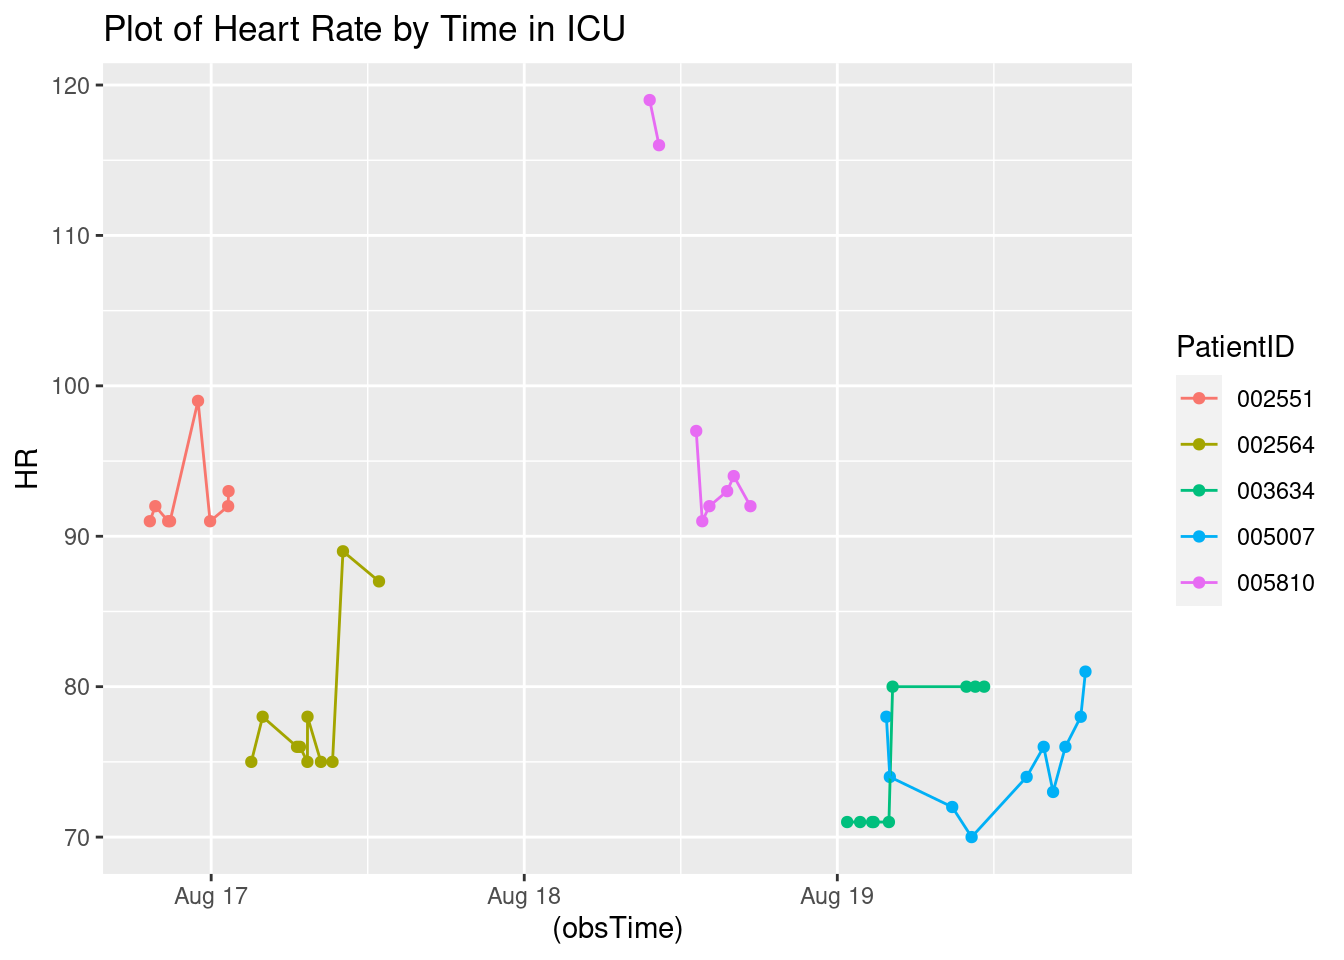 Plot of Heart Rate by Time in ICU
120
110
100
90
80
70
HR
Aug 17
Aug 18
Aug 19
(obsTime)
PatientID
002551
002564
003634
005007
005810